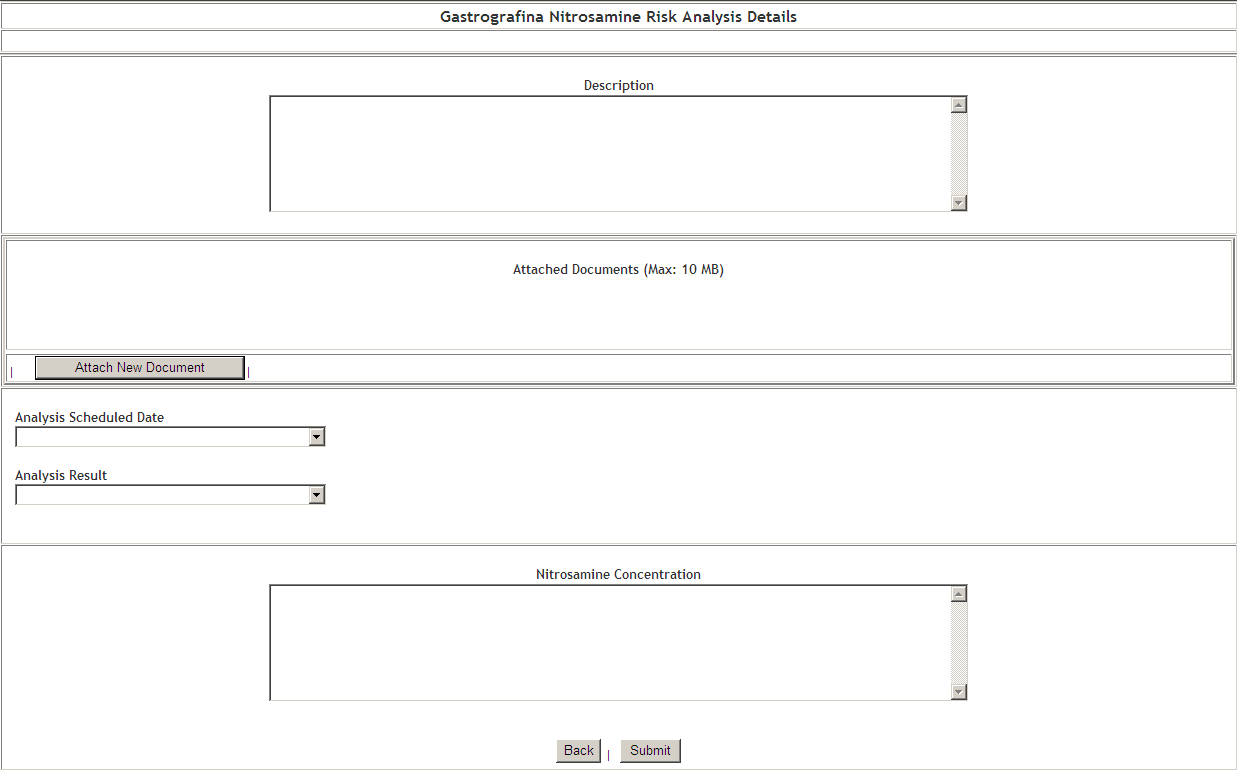 Gastrografina Nitrosamine Risk Analysis Details
Description
Attached Documents (Max: 10 MB)
| Attach New Document |
Analysis Scheduled Date
Analysis Result
Nitrosamine Concentration
Back | Submit